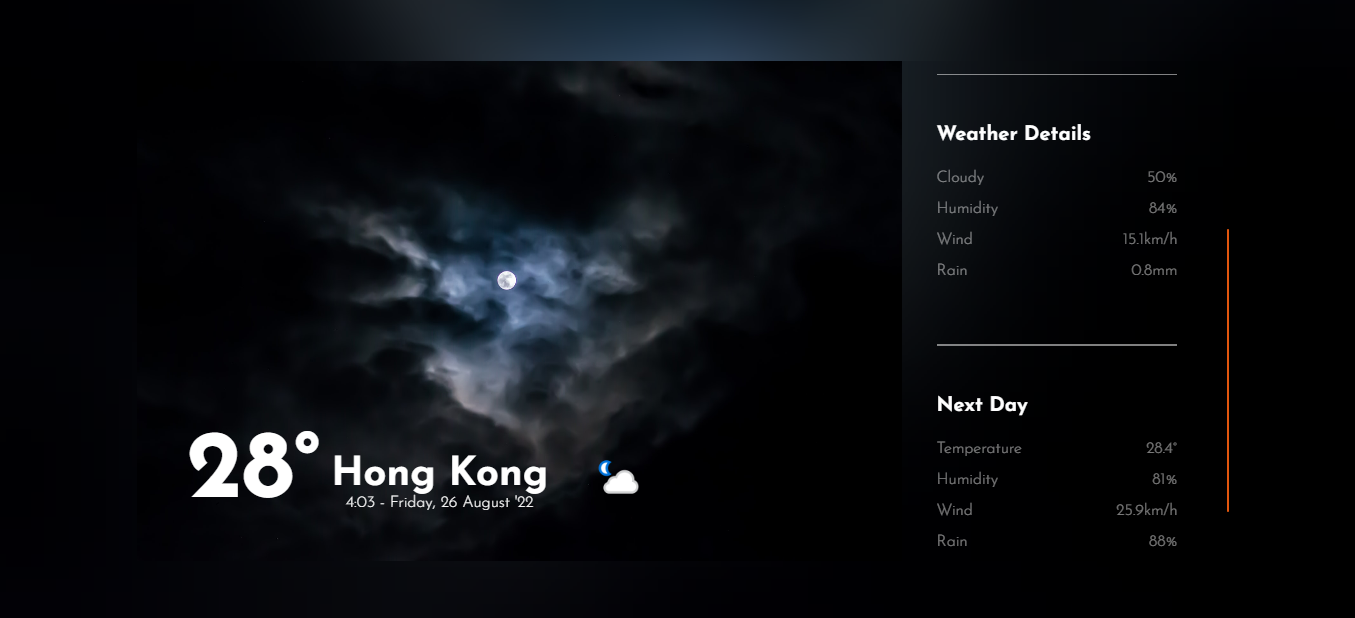 28° Hong Kong
4:03 - Friday, 26 August '22
Weather Details
Cloudy 50%
Humidity 84%
Wind 15.1km/h
Rain 0.8mm
Next Day
Temperature 28.4°
Humidity 81%
Wind 25.9km/h
Rain 88%